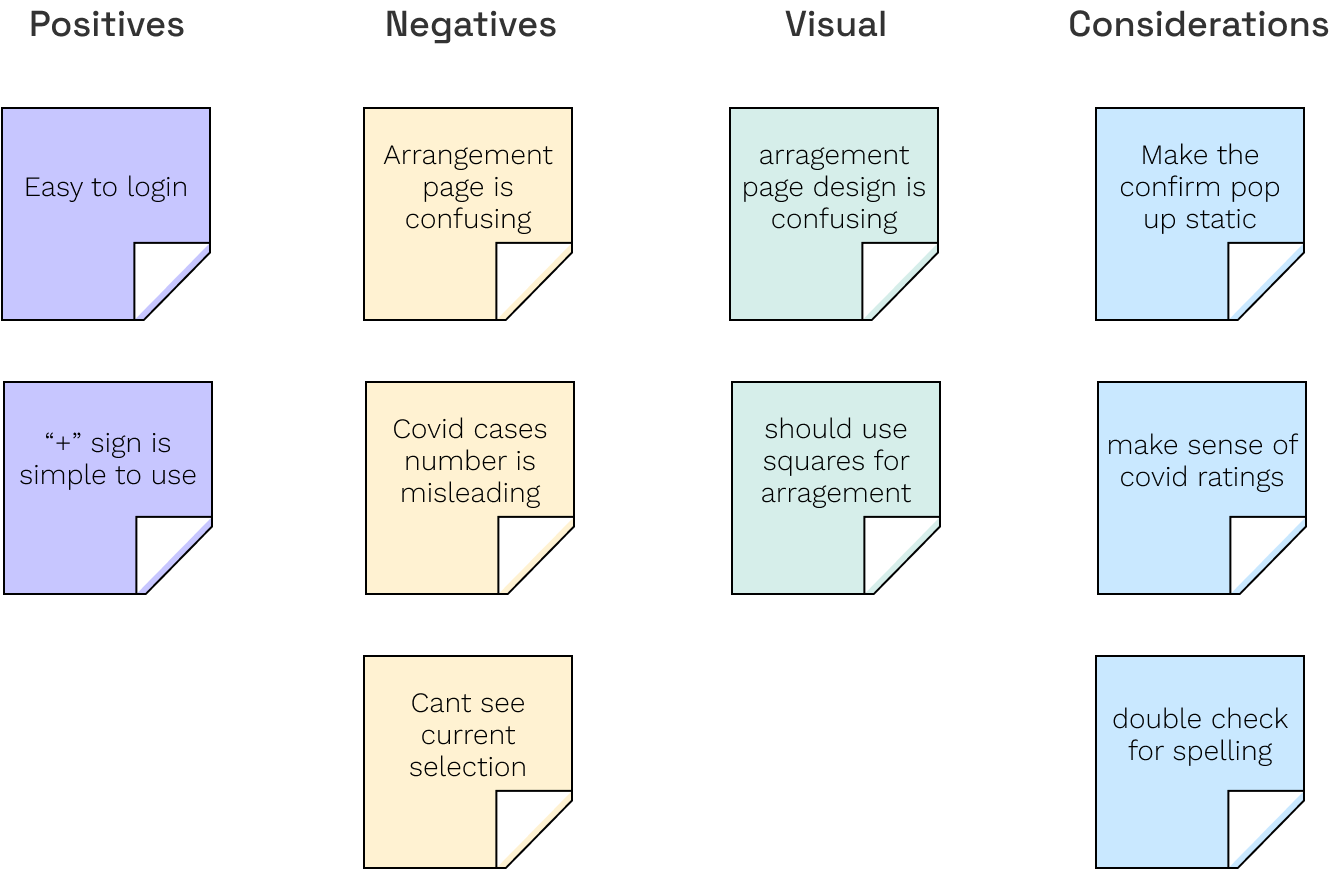 Positives
Negatives
Visual
Considerations
Easy to login
Arrangement
page is
confusing
arragement
page design is
confusing
Make the
confirm pop
up static
“+” sign is
simple to use
Covid cases
number is
misleading
should use
squares for
arragement
make sense of
covid ratings
Cant see
current
selection
double check
for spelling